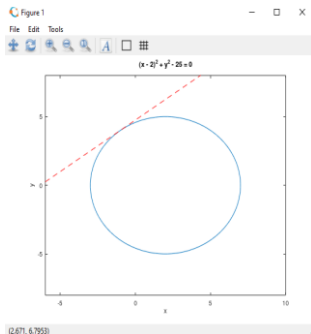 Figure 1
File Edit Tools
A
(x - 2)² + y² - 25 = 0
5
y
0
-5
-5 0 5 10
x
(2.671, 6.7953)